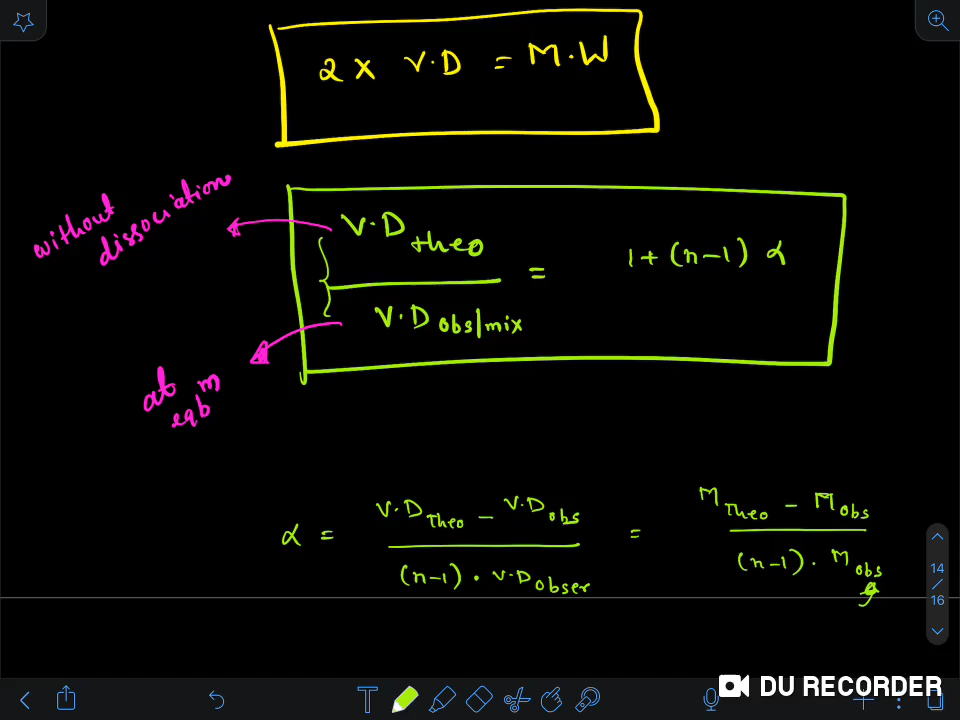 2 × V.D = M.W
without dissociation
V.D theo / V.D obs/mix = 1 + (n-1) α
at eqb m
α = V.D Theo - V.D obs / (n-1) . V.D obser = M Theo - M obs / (n-1) . M obs
14
/
16
T
DU RECORDER